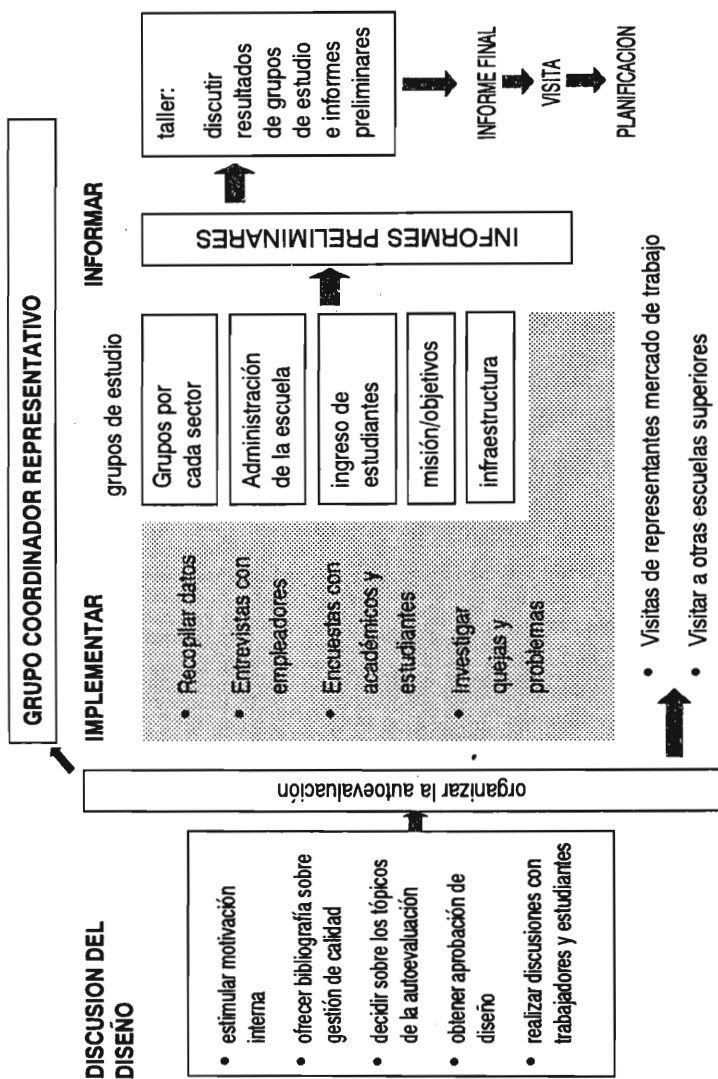 GRUPO COORDINADOR REPRESENTATIVO
DISCUSION DEL
DISEÑO
• estimular motivación
interna
• ofrecer bibliografía sobre
gestión de calidad
• decidir sobre los tópicos
de la autoevaluación
• obtener aprobación de
diseño
• realizar discusiones con
trabajadores y estudiantes
organizar la autoevaluación
IMPLEMENTAR
• Recopilar datos
• Entrevistas con
empleadores
• Encuestas con
académicos y
estudiantes
• Investigar
quejas y
problemas
grupos de estudio
Grupos por
cada sector
Administración
de la escuela
ingreso de
estudiantes
misión/objetivos
infraestructura
• Visitas de representantes mercado de trabajo
• Visitar a otras escuelas superiores
INFORMAR
INFORMES PRELIMINARES
taller:
discutir
resultados
de grupos
de estudio
e informes
preliminares
INFORME FINAL
VISITA
PLANIFICACION